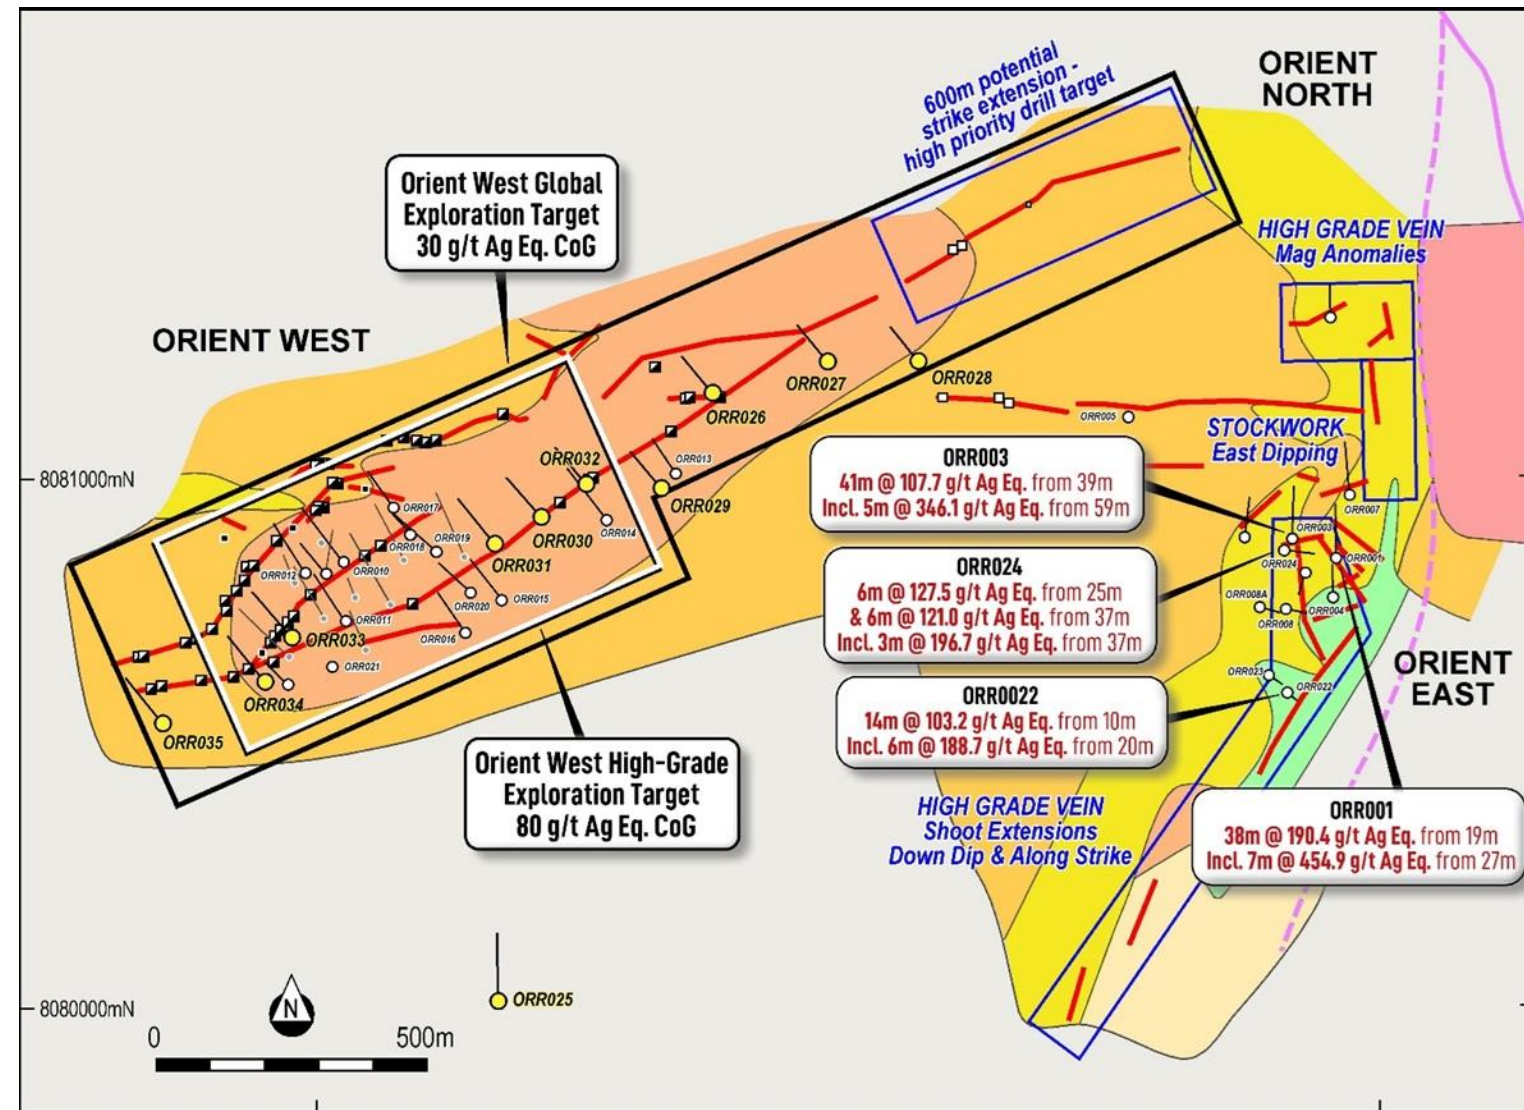 ORIENT
NORTH
600m potential
strike extension -
high priority drill target
Orient West Global
Exploration Target
30 g/t Ag Eq. CoG
HIGH GRADE VEIN
Mag Anomalies
ORIENT WEST
ORR027
ORR028
ORR026
ORR005
STOCKWORK
East Dipping
ORR032
ORR013
8081000mN
ORR029
ORR003
41m @ 107.7 g/t Ag Eq. from 39m
Incl. 5m @ 346.1 g/t Ag Eq. from 59m
ORR017
ORR007
ORR014
ORR030
ORR003
ORR018
ORR019
ORR031
ORR001
ORR024
ORR012
ORR010
ORR024
6m @ 127.5 g/t Ag Eq. from 25m
& 6m @ 121.0 g/t Ag Eq. from 37m
Incl. 3m @ 196.7 g/t Ag Eq. from 37m
ORR020
ORR015
ORR008A
ORR004
ORR008
ORR011
ORR016
ORR033
ORR021
ORIENT
EAST
ORR023
ORR022
ORR034
ORR0022
14m @ 103.2 g/t Ag Eq. from 10m
Incl. 6m @ 188.7 g/t Ag Eq. from 20m
ORR035
Orient West High-Grade
Exploration Target
80 g/t Ag Eq. CoG
HIGH GRADE VEIN
Shoot Extensions
Down Dip & Along Strike
ORR001
38m @ 190.4 g/t Ag Eq. from 19m
Incl. 7m @ 454.9 g/t Ag Eq. from 27m
ORR025
8080000mN
N
0
500m